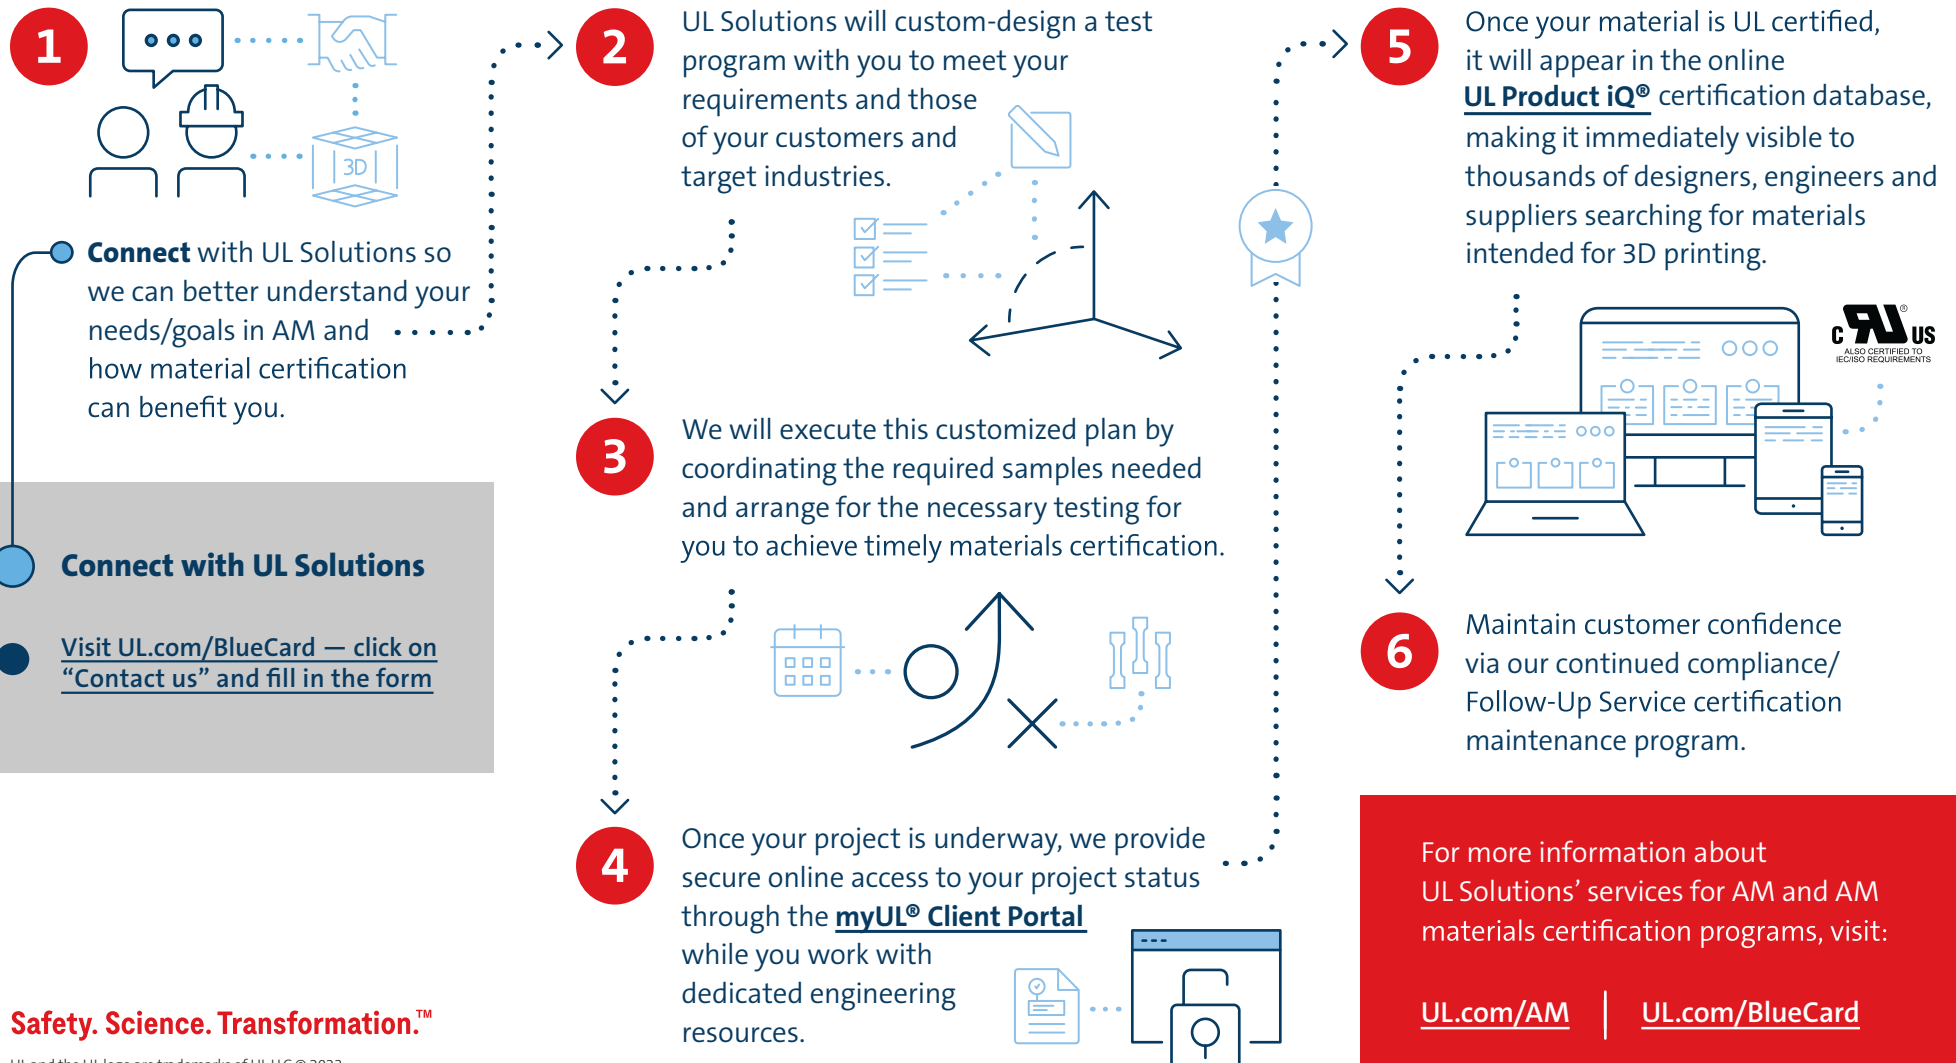 1
3D
Connect with UL Solutions so
we can better understand your
needs/goals in AM and
how material certification
can benefit you.
Connect with UL Solutions
Visit UL.com/BlueCard — click on
“Contact us” and fill in the form
Safety. Science. Transformation.™
2
UL Solutions will custom-design a test
program with you to meet your
requirements and those
of your customers and
target industries.
3
We will execute this customized plan by
coordinating the required samples needed
and arrange for the necessary testing for
you to achieve timely materials certification.
4
Once your project is underway, we provide
secure online access to your project status
through the myUL® Client Portal
while you work with
dedicated engineering
resources.
5
Once your material is UL certified,
it will appear in the online
UL Product iQ® certification database,
making it immediately visible to
thousands of designers, engineers and
suppliers searching for materials
intended for 3D printing.
C RU® US
ALSO CERTIFIED TO
IEC/ISO REQUIREMENTS
6
Maintain customer confidence
via our continued compliance/
Follow-Up Service certification
maintenance program.
For more information about
UL Solutions’ services for AM and AM
materials certification programs, visit:
UL.com/AM | UL.com/BlueCard